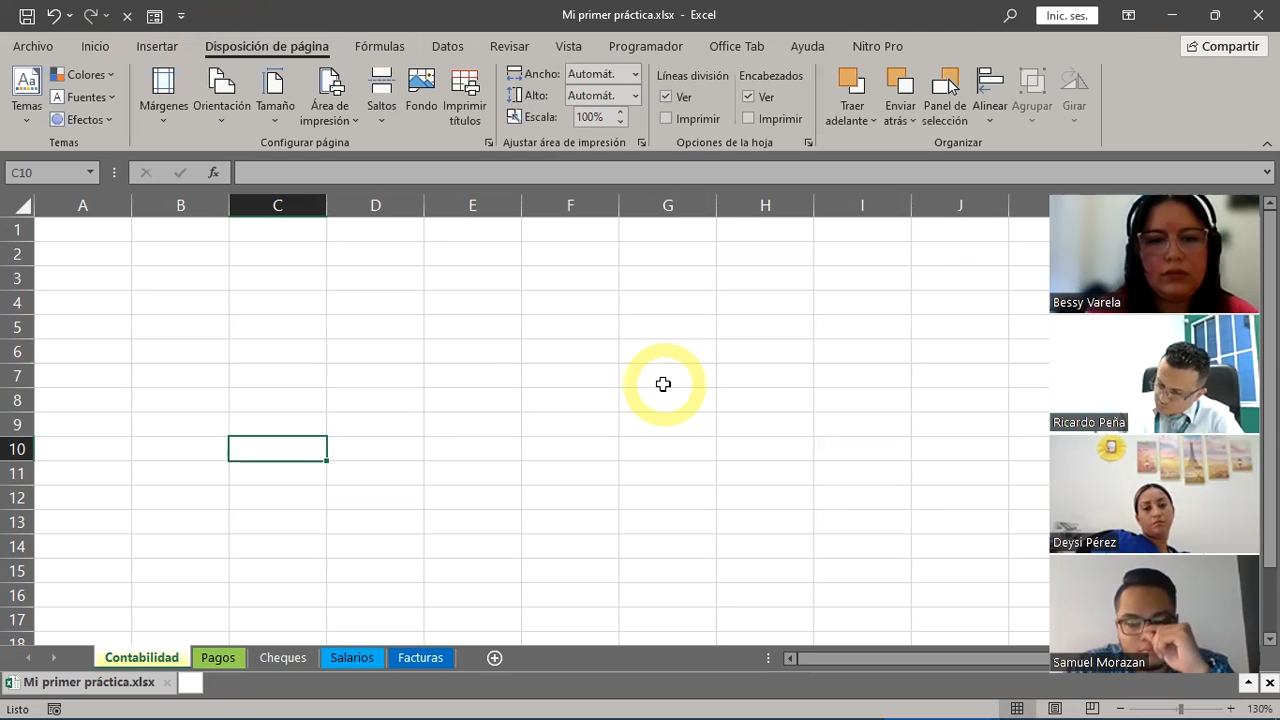 Mi primer práctica.xlsx - Excel
Inic. ses.
Archivo Inicio Insertar Disposición de página Fórmulas Datos Revisar Vista Programador Office Tab Ayuda Nitro Pro Compartir
Aa Temas
Colores
Fuentes
Efectos
Márgenes Orientación Tamaño Área de impresión Saltos Fondo Imprimir títulos
Ancho: Automát.
Alto: Automát.
Escala: 100%
Líneas división Encabezados
Ver Ver
Imprimir Imprimir
Traer adelante Enviar atrás Panel de selección Alinear Agrupar Girar
Temas Configurar página Ajustar área de impresión Opciones de la hoja Organizar
C10 fx
A B C D E F G H I J
1
2
3
4
5
6
7
8
9
10
11
12
13
14
15
16
17
18
Bessy Varela
Ricardo Peña
Deysi Pérez
Samuel Morazan
Contabilidad Pagos Cheques Salarios Facturas
Mi primer práctica.xlsx
Listo 130%